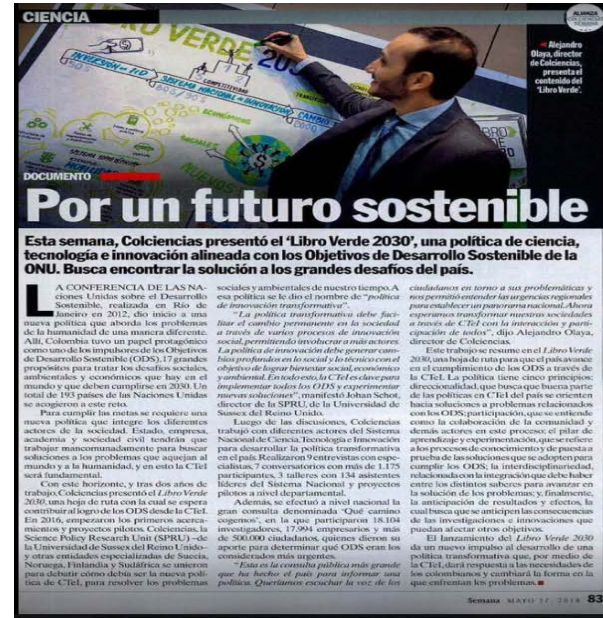 CIENCIA
ALIANZA
COLCIENCIAS
SEMANA
LIBRO VERDE 2030
INVERSIÓN EN I+D
SISTEMA NACIONAL DE INNOVACIÓN
COMPETITIVIDAD
CAMBIO
Alejandro
Olaya, director
de Colciencias,
presenta el
contenido del
'Libro Verde'.
DOCUMENTO
Por un futuro sostenible
Esta semana, Colciencias presentó el 'Libro Verde 2030', una política de ciencia,
tecnología e innovación alineada con los Objetivos de Desarrollo Sostenible de la
ONU. Busca encontrar la solución a los grandes desafíos del país.
LA CONFERENCIA DE LAS NA-
ciones Unidas sobre el Desarrollo
Sostenible, realizada en Río de
Janeiro en 2012, dio inicio a una
nueva política que aborda los problemas
de la humanidad de una manera diferente.
Allí, Colombia tuvo un papel protagónico
como uno de los impulsores de los Objetivos
de Desarrollo Sostenible (ODS), 17 grandes
propósitos para tratar los desafíos sociales,
ambientales y económicos que hay en el
mundo y que deben cumplirse en 2030. Un
total de 193 países de las Naciones Unidas
se acogieron a este reto.
Para cumplir las metas se requiere una
nueva política que integre los diferentes
actores de la sociedad. Estado, empresa,
academia y sociedad civil tendrán que
trabajar mancomunadamente para buscar
soluciones a los problemas que aquejan al
mundo y a la humanidad, y en esto la CTeI
será fundamental.
Con este horizonte, y tras dos años de
trabajo, Colciencias presentó el Libro Verde
2030, una hoja de ruta con la cual se espera
contribuir al logro de los ODS desde la CTeI.
En 2016, empezaron los primeros acerca-
mientos y proyectos pilotos. Colciencias, la
Science Policy Research Unit (SPRU) –de
la Universidad de Sussex del Reino Unido–
y otras entidades especializadas de Suecia,
Noruega, Finlandia y Sudáfrica se unieron
para debatir cómo debía ser la nueva polí-
tica de CTeI, para resolver los problemas
sociales y ambientales de nuestro tiempo. A
esa política se le dio el nombre de "política
de innovación transformativa".
"La política transformativa debe faci-
litar el cambio permanente en la sociedad
a través de varios procesos de innovación
social, permitiendo involucrar a más actores.
La política de innovación debe generar cam-
bios profundos en lo social y lo técnico con el
objetivo de lograr bienestar social, económico
y ambiental. En todo esto, la CTeI es clave para
implementar todos los ODS y experimentar
nuevas soluciones", manifestó Johan Schot,
director de la SPRU, de la Universidad de
Sussex del Reino Unido.
Luego de las discusiones, Colciencias
trabajó con diferentes actores del Sistema
Nacional de Ciencia, Tecnología e Innovación
para desarrollar la política transformativa
en el país. Realizaron 9 entrevistas con espe-
cialistas, 7 conversatorios con más de 1.175
participantes, 3 talleres con 134 asistentes
líderes del Sistema Nacional y proyectos
pilotos a nivel departamental.
Además, se efectuó a nivel nacional la
gran consulta denominada 'Qué camino
cogemos', en la que participaron 18.104
investigadores, 17.994 empresarios y más
de 500.000 ciudadanos, quienes dieron su
aporte para determinar qué ODS eran los
considerados más urgentes.
"Esta es la consulta pública más grande
que ha hecho el país para informar una
política. Queríamos escuchar la voz de los
ciudadanos en torno a sus problemáticas y
nos permitió entender las urgencias regionales
para establecer un panorama nacional. Ahora
esperamos transformar nuestras sociedades
a través de CTeI con la interacción y parti-
cipación de todos", dijo Alejandro Olaya,
director de Colciencias.
Este trabajo se resume en el Libro Verde
2030, una hoja de ruta para que el país avance
en el cumplimiento de los ODS a través de
la CTeI. La política tiene cinco principios:
direccionalidad, que busca que buena parte
de las políticas en CTeI del país se orienten
hacia soluciones a problemas relacionados
con los ODS; participación, que se entiende
como la colaboración de la comunidad y
demás actores en este proceso; el pilar de
aprendizaje y experimentación, que se refiere
a los procesos de conocimiento y de puesta a
prueba de las soluciones que se adopten para
cumplir los ODS; la interdisciplinariedad,
relacionada con la integración que debe haber
entre los distintos saberes para avanzar en
la solución de los problemas; y, finalmente,
la anticipación de resultados y efectos, la
cual busca que se anticipen las consecuencias
de las investigaciones e innovaciones que
puedan afectar otros objetivos.
El lanzamiento del Libro Verde 2030
da un nuevo impulso al desarrollo de una
política transformativa que, por medio de
la CTeI, dará respuesta a las necesidades de
los colombianos y cambiará la forma en la
que enfrentan los problemas.
Semana MAYO 27, 2018 83